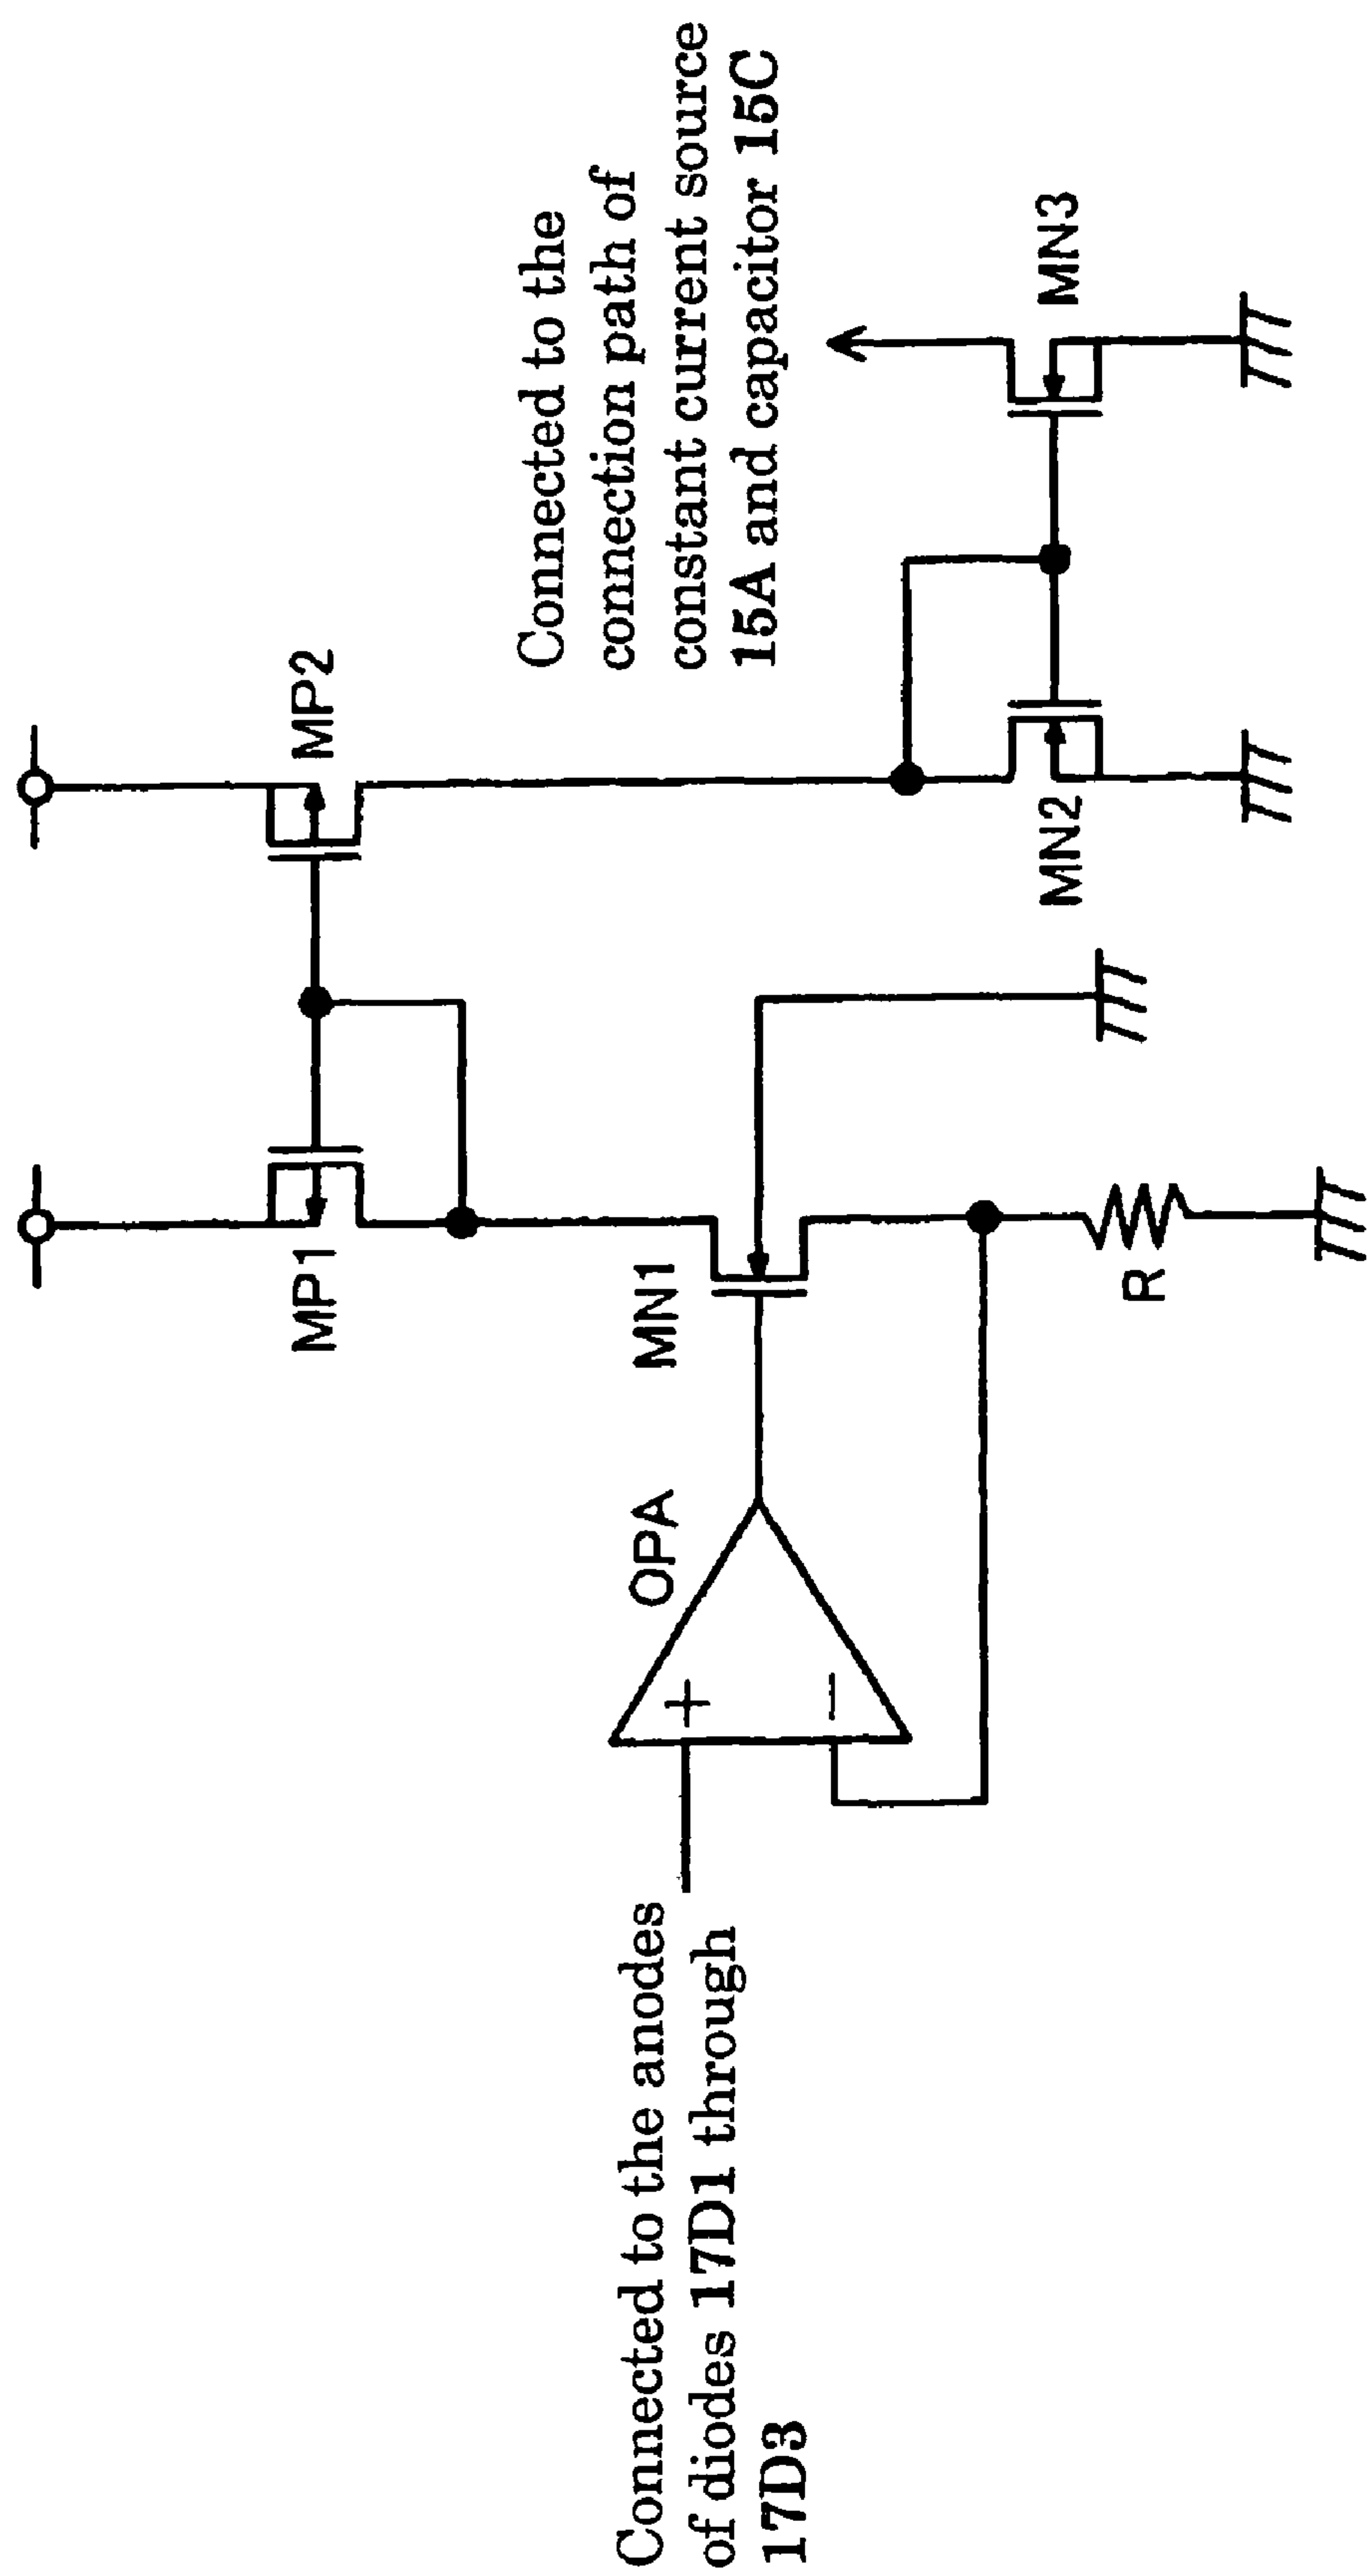 MP1
MP2
Connected to the
connection path of
constant current source
15A and capacitor 15C
OPA
MN1
+
−
Connected to the anodes
of diodes 17D1 through
17D3
R
MN2
MN3